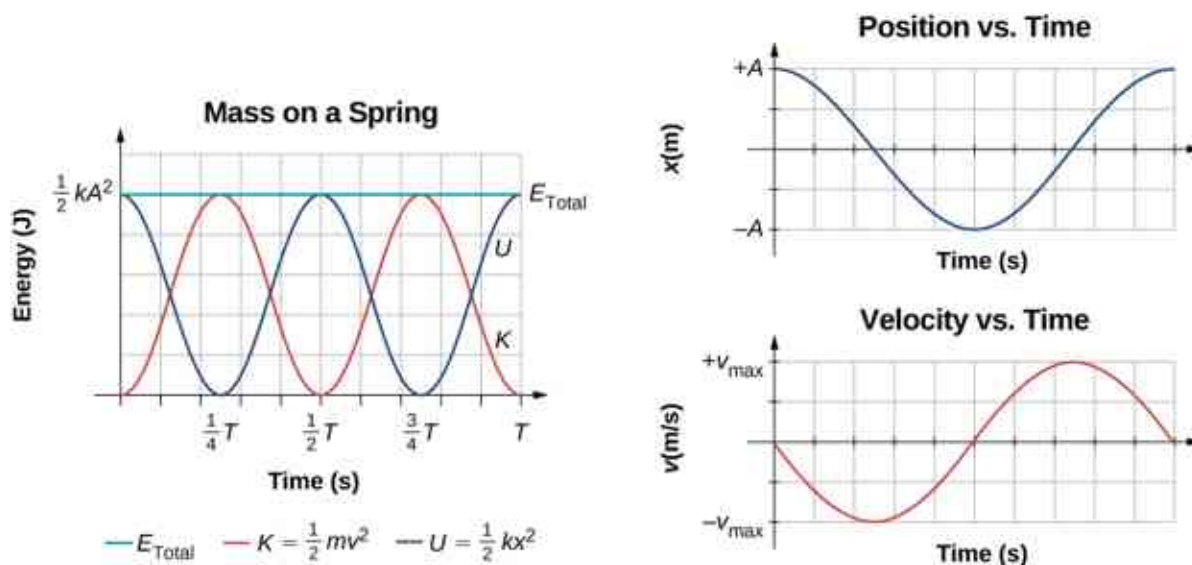 Mass on a Spring
Energy (J)
½ kA²
E_Total
U
K
¼ T
½ T
¾ T
T
Time (s)
E_Total K = ½ mv² U = ½ kx²
Position vs. Time
x(m)
+A
–A
Time (s)
Velocity vs. Time
v(m/s)
+v_max
–v_max
Time (s)